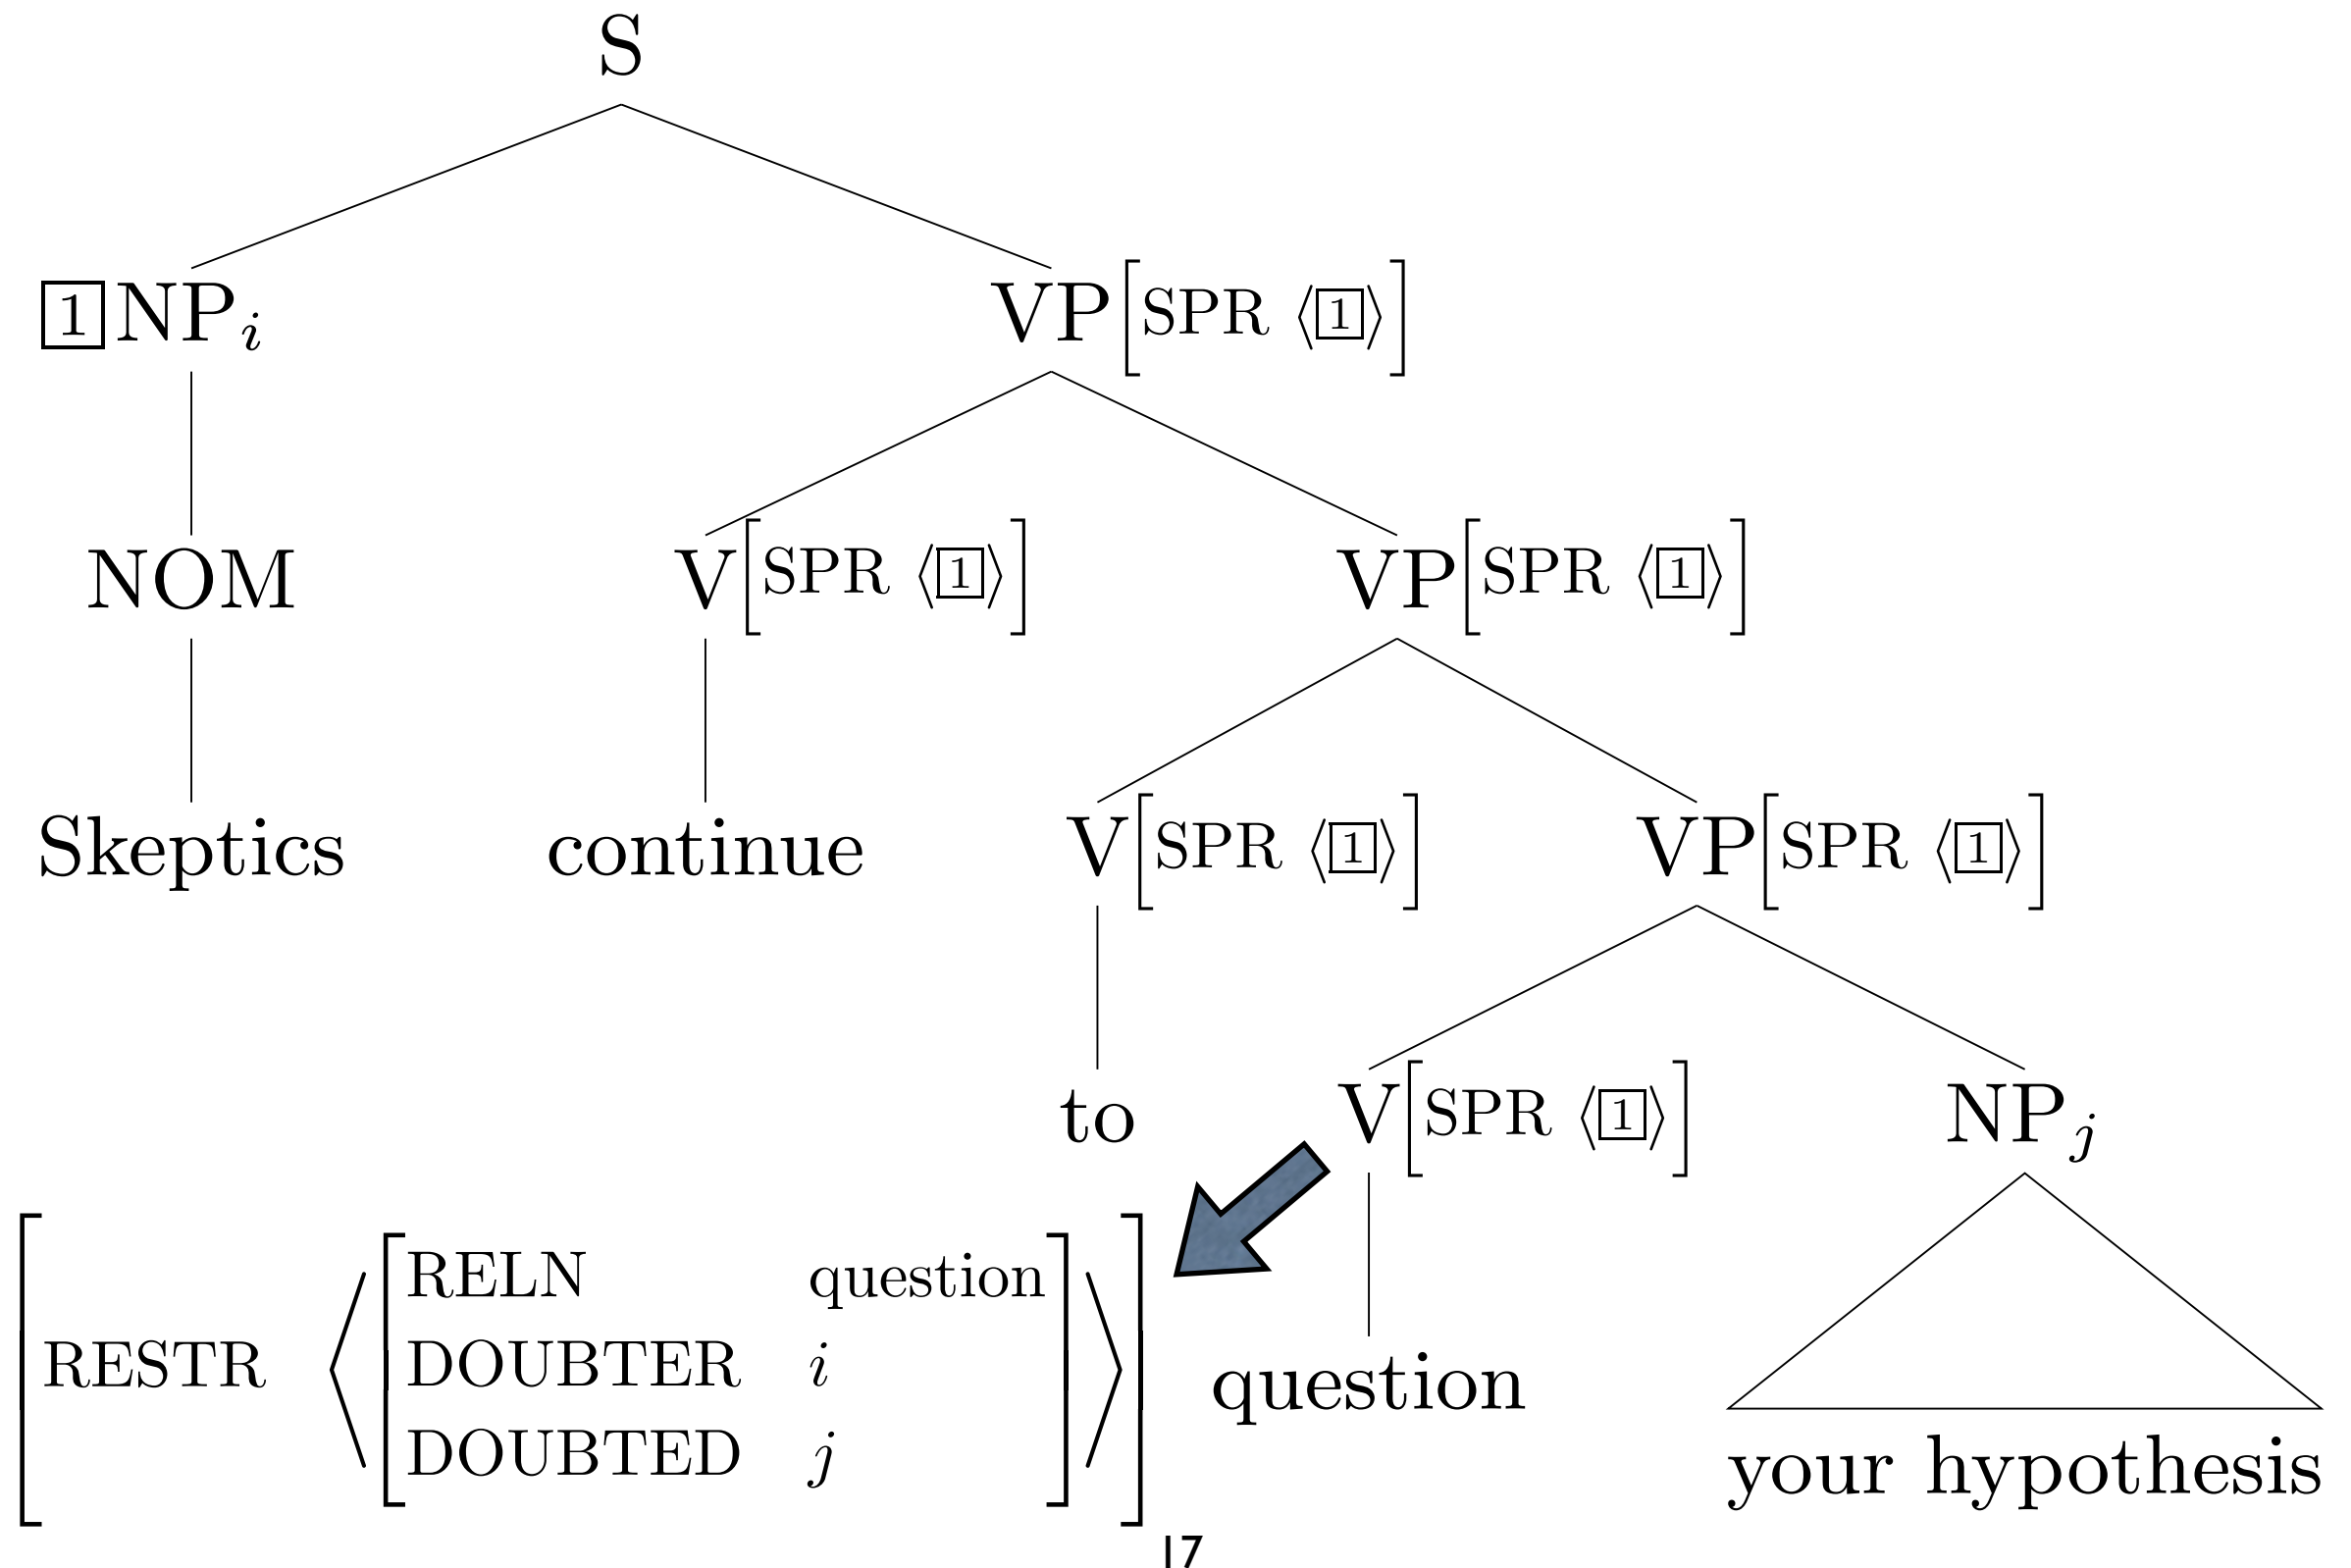 S
1 NP i
VP [SPR ⟨ 1 ⟩]
NOM
V [SPR ⟨ 1 ⟩]
VP [SPR ⟨ 1 ⟩]
Skeptics
continue
V [SPR ⟨ 1 ⟩]
VP [SPR ⟨ 1 ⟩]
to
V [SPR ⟨ 1 ⟩]
NP j
question
your hypothesis
RESTR
RELN question
DOUBTER i
DOUBTED j
17